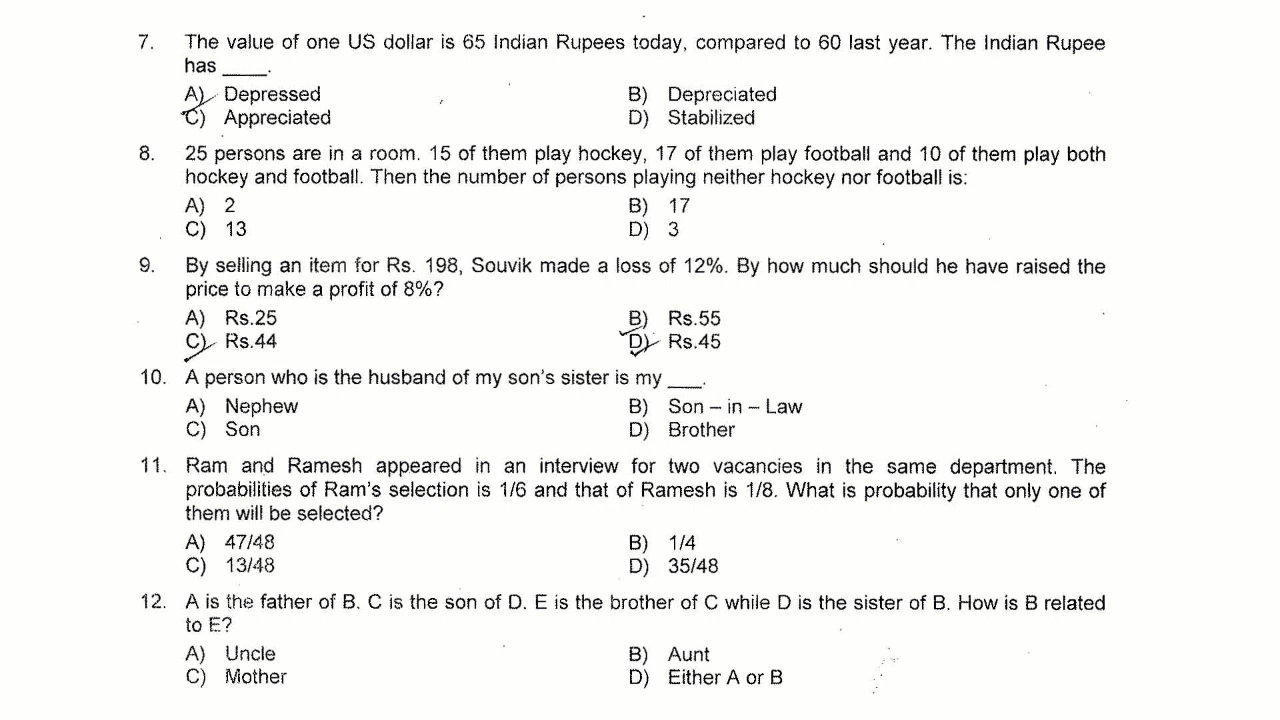 7. The value of one US dollar is 65 Indian Rupees today, compared to 60 last year. The Indian Rupee
has ____.
A) Depressed B) Depreciated
C) Appreciated D) Stabilized
8. 25 persons are in a room. 15 of them play hockey, 17 of them play football and 10 of them play both
hockey and football. Then the number of persons playing neither hockey nor football is:
A) 2 B) 17
C) 13 D) 3
9. By selling an item for Rs. 198, Souvik made a loss of 12%. By how much should he have raised the
price to make a profit of 8%?
A) Rs.25 B) Rs.55
C) Rs.44 D) Rs.45
10. A person who is the husband of my son's sister is my ___.
A) Nephew B) Son – in – Law
C) Son D) Brother
11. Ram and Ramesh appeared in an interview for two vacancies in the same department. The
probabilities of Ram's selection is 1/6 and that of Ramesh is 1/8. What is probability that only one of
them will be selected?
A) 47/48 B) 1/4
C) 13/48 D) 35/48
12. A is the father of B. C is the son of D. E is the brother of C while D is the sister of B. How is B related
to E?
A) Uncle B) Aunt
C) Mother D) Either A or B